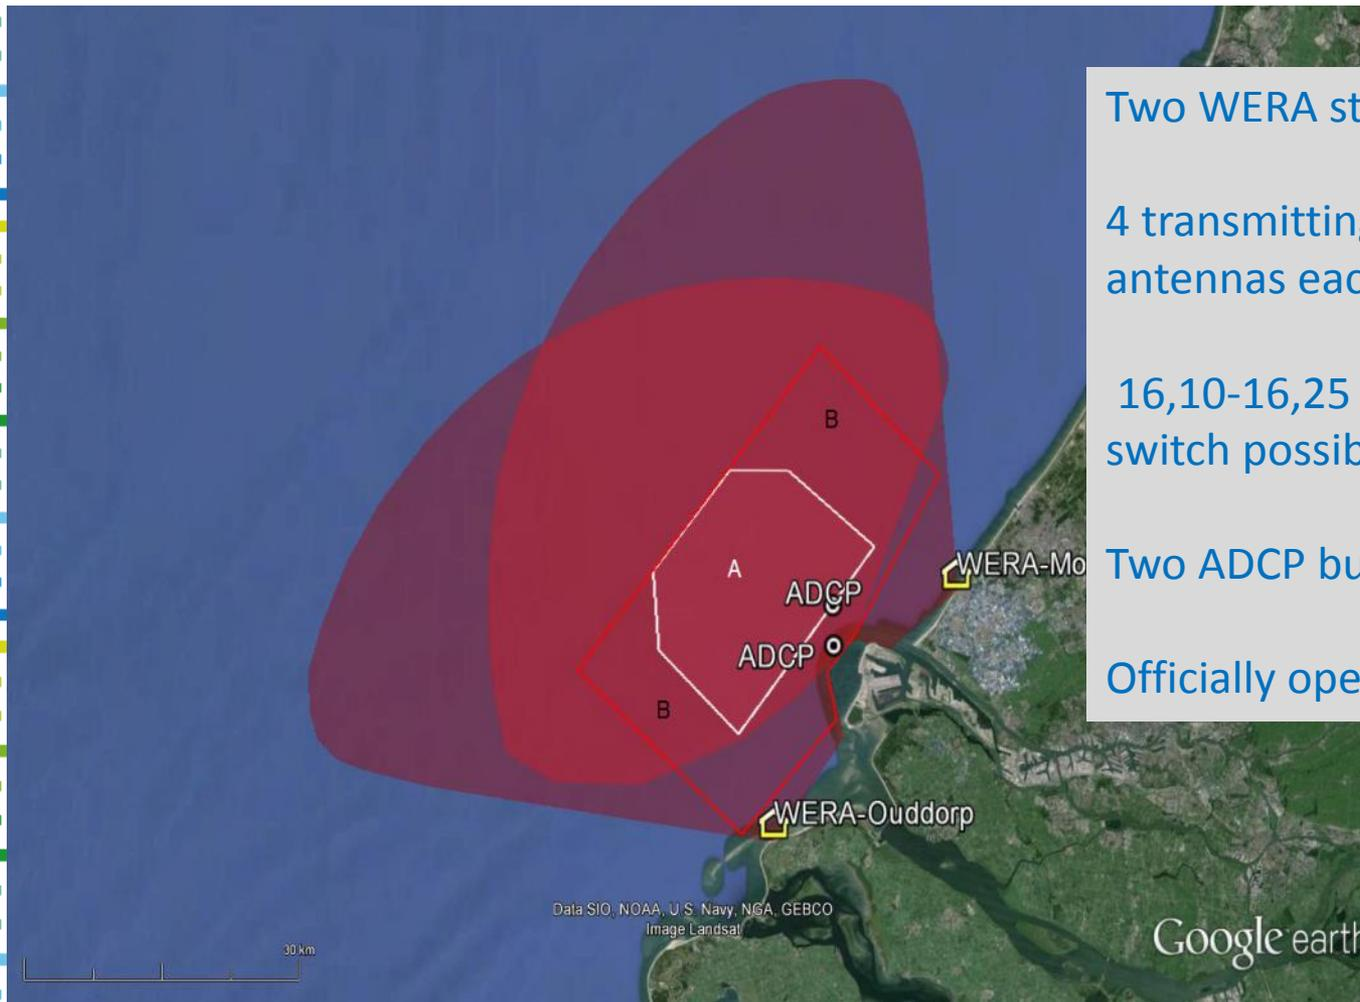 Two WERA st
4 transmitting
antennas eac
16,10-16,25
switch possib
Two ADCP bu
Officially ope
B
A
ADCP
WERA-Mo
ADCP
B
WERA-Ouddorp
Data SIO, NOAA, U.S. Navy, NGA, GEBCO
Image Landsat
30 km
Google earth